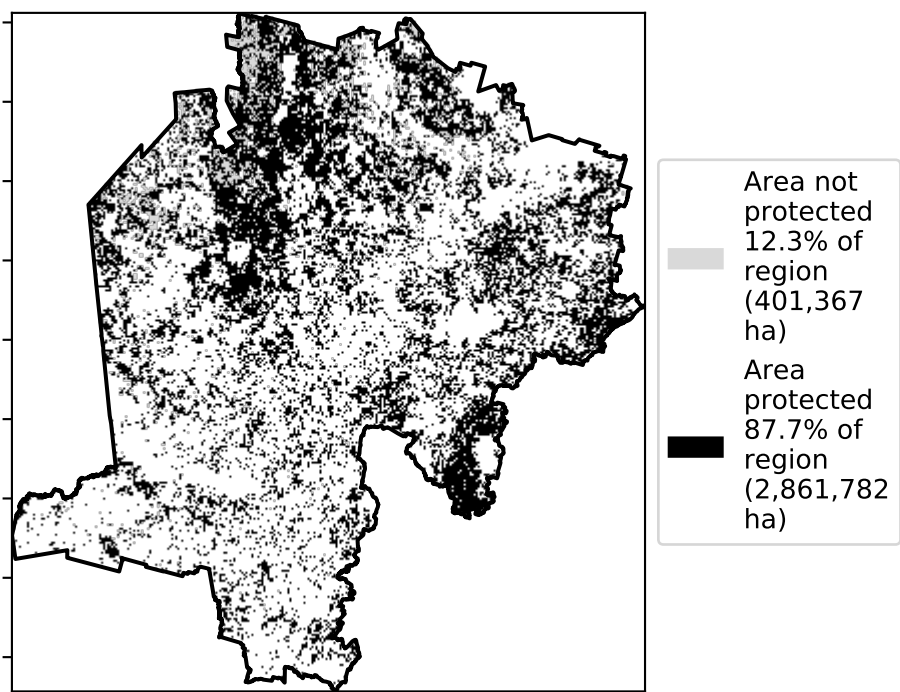 Area not
protected
12.3% of
region
(401,367
ha)
Area
protected
87.7% of
region
(2,861,782
ha)